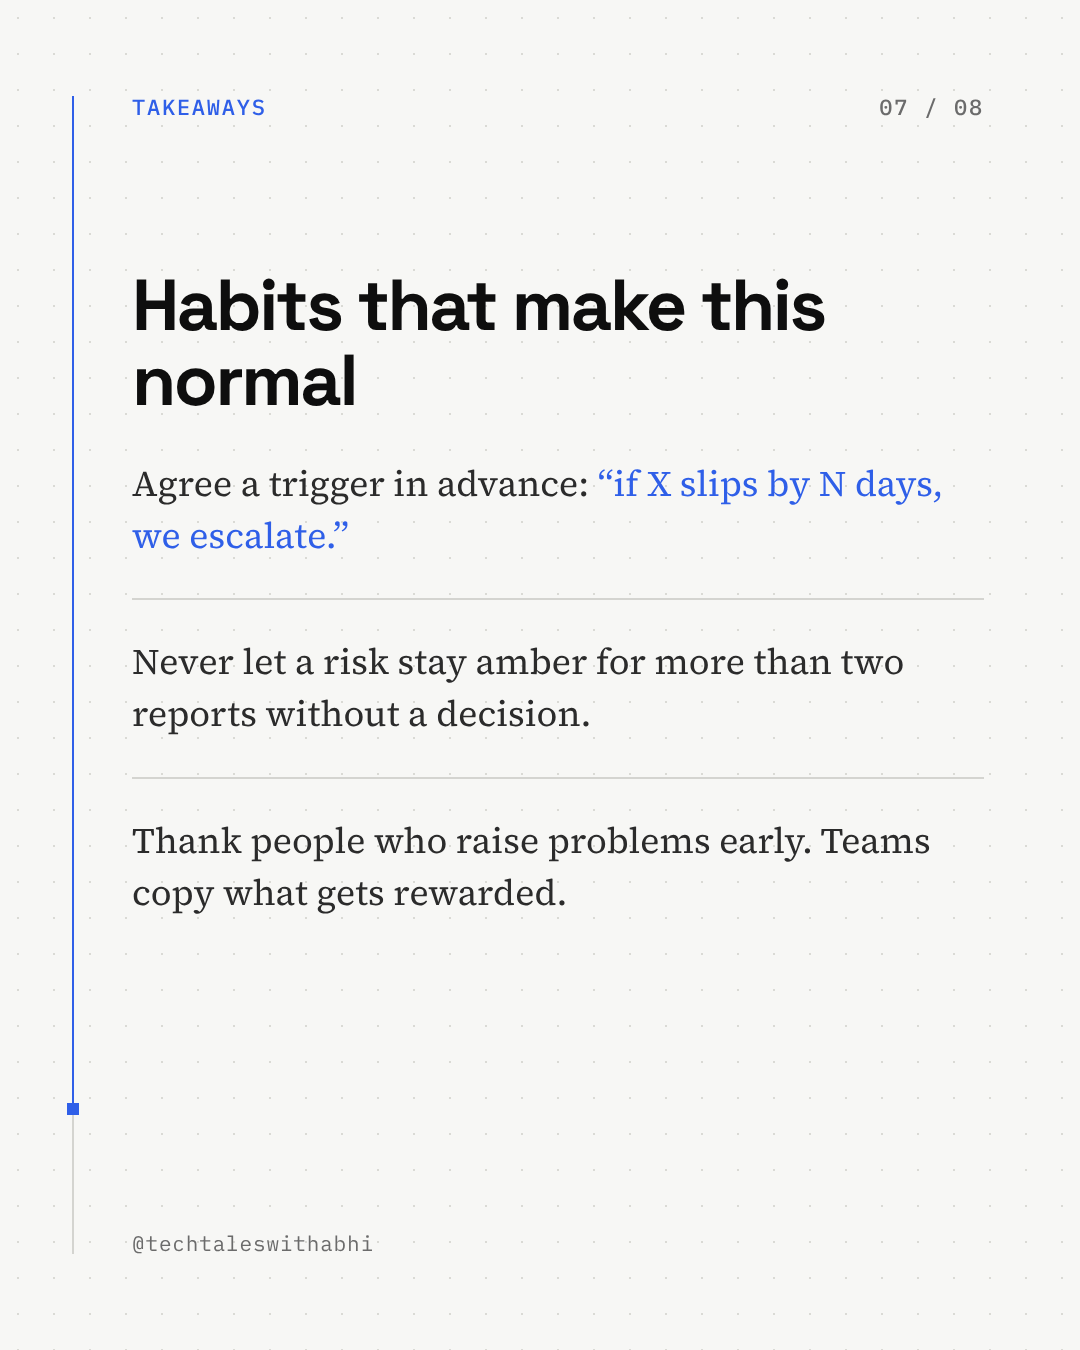 TAKEAWAYS
07 / 08
Habits that make this
normal
Agree a trigger in advance: “if X slips by N days,
we escalate.”
Never let a risk stay amber for more than two
reports without a decision.
Thank people who raise problems early. Teams
copy what gets rewarded.
@techtaleswithabhi